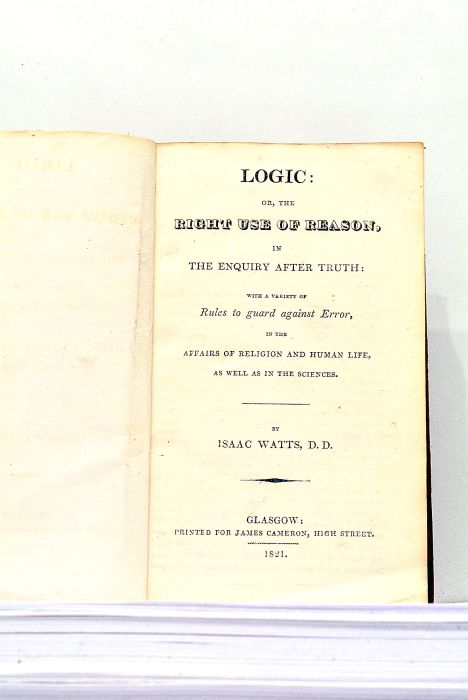 LOGIC:
OR, THE
RIGHT USE OF REASON,
IN
THE ENQUIRY AFTER TRUTH:
WITH A VARIETY OF
Rules to guard against Error,
IN THE
AFFAIRS OF RELIGION AND HUMAN LIFE,
AS WELL AS IN THE SCIENCES.
BY
ISAAC WATTS, D.D.
GLASGOW:
PRINTED FOR JAMES CAMERON, HIGH STREET.
1821.